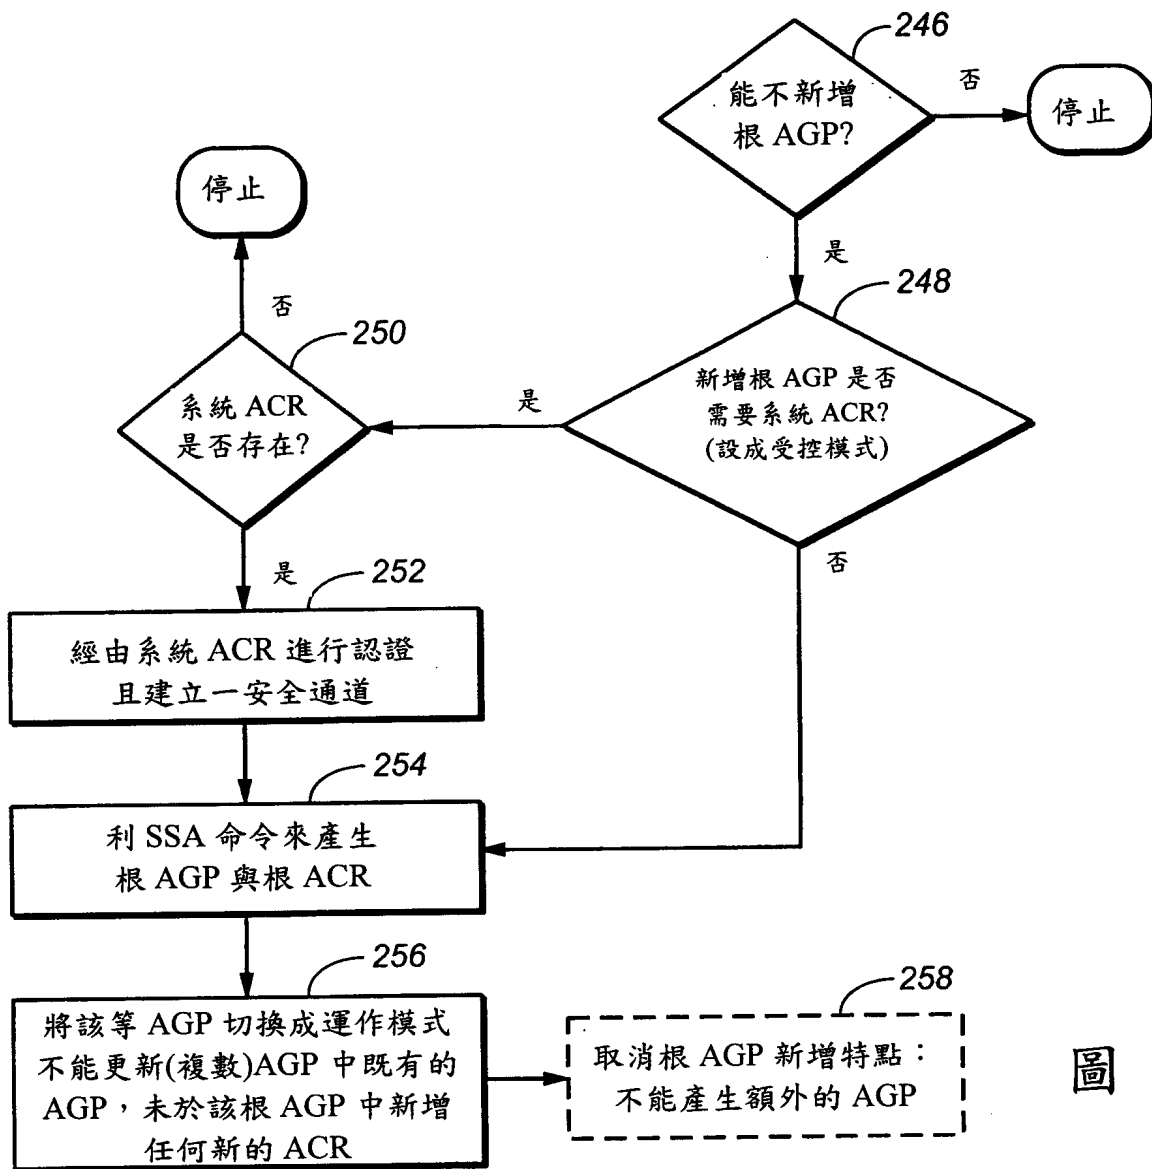 246
能不新增
根 AGP?
否
停止
是
248
新增根 AGP 是否
需要系統 ACR?
(設成受控模式)
是
否
停止
否
250
系統 ACR
是否存在?
是
252
經由系統 ACR 進行認證
且建立一安全通道
254
利 SSA 命令來產生
根 AGP 與根 ACR
256
將該等 AGP 切換成運作模式
不能更新(複數)AGP 中既有的
AGP，未於該根 AGP 中新增
任何新的 ACR
258
取消根 AGP 新增特點：
不能產生額外的 AGP
圖